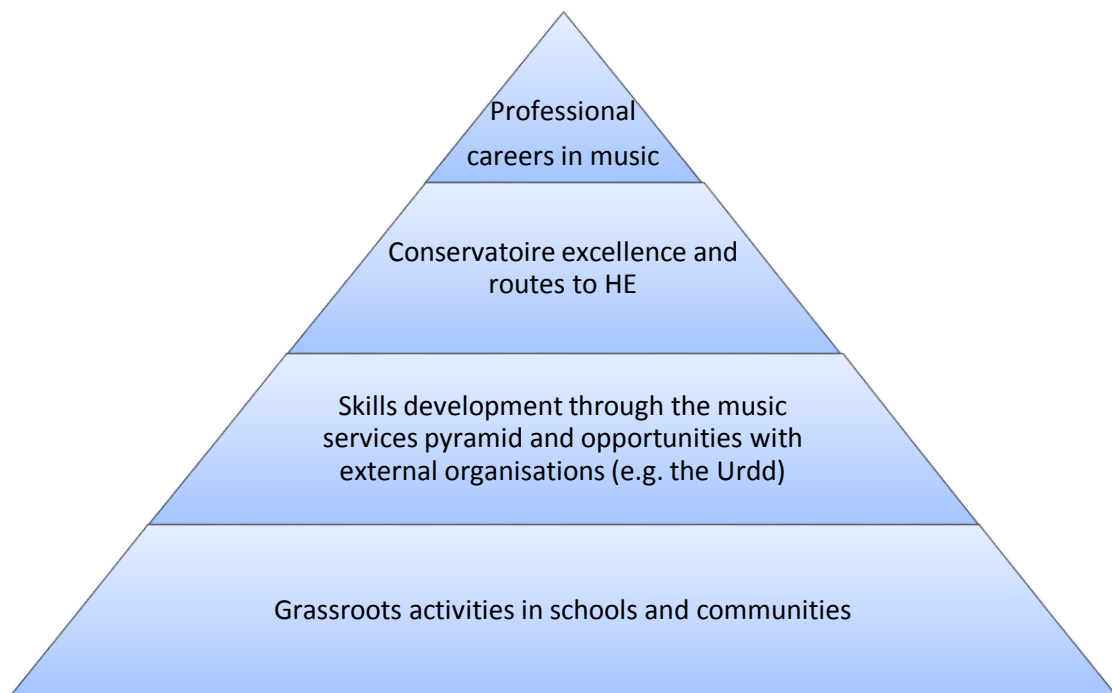 Professional
careers in music
Conservatoire excellence and
routes to HE
Skills development through the music
services pyramid and opportunities with
external organisations (e.g. the Urdd)
Grassroots activities in schools and communities